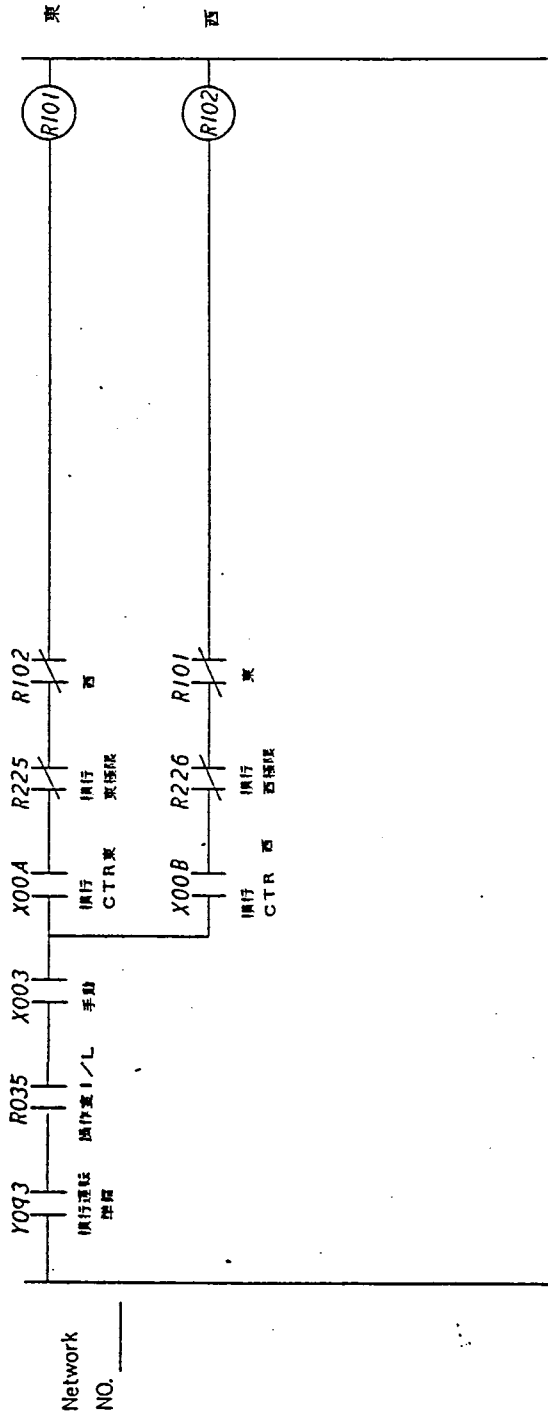 Network
NO.
Y093
横行運転
準備
R035
操作室I/L
X003
手動
X00A
横行
CTR東
R225
横行
東極限
R102
西
R101
東
X00B
横行
CTR 西
R226
横行
西極限
R101
東
R102
西